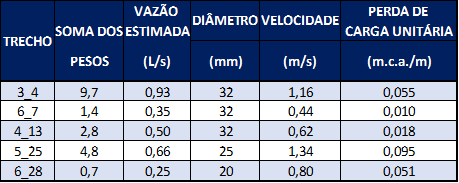 TRECHO SOMA DOS PESOS VAZÃO ESTIMADA (L/s) DIÂMETRO (mm) VELOCIDADE (m/s) PERDA DE CARGA UNITÁRIA (m.c.a./m)
3_4 9,7 0,93 32 1,16 0,055
6_7 1,4 0,35 32 0,44 0,010
4_13 2,8 0,50 32 0,62 0,018
5_25 4,8 0,66 25 1,34 0,095
6_28 0,7 0,25 20 0,80 0,051